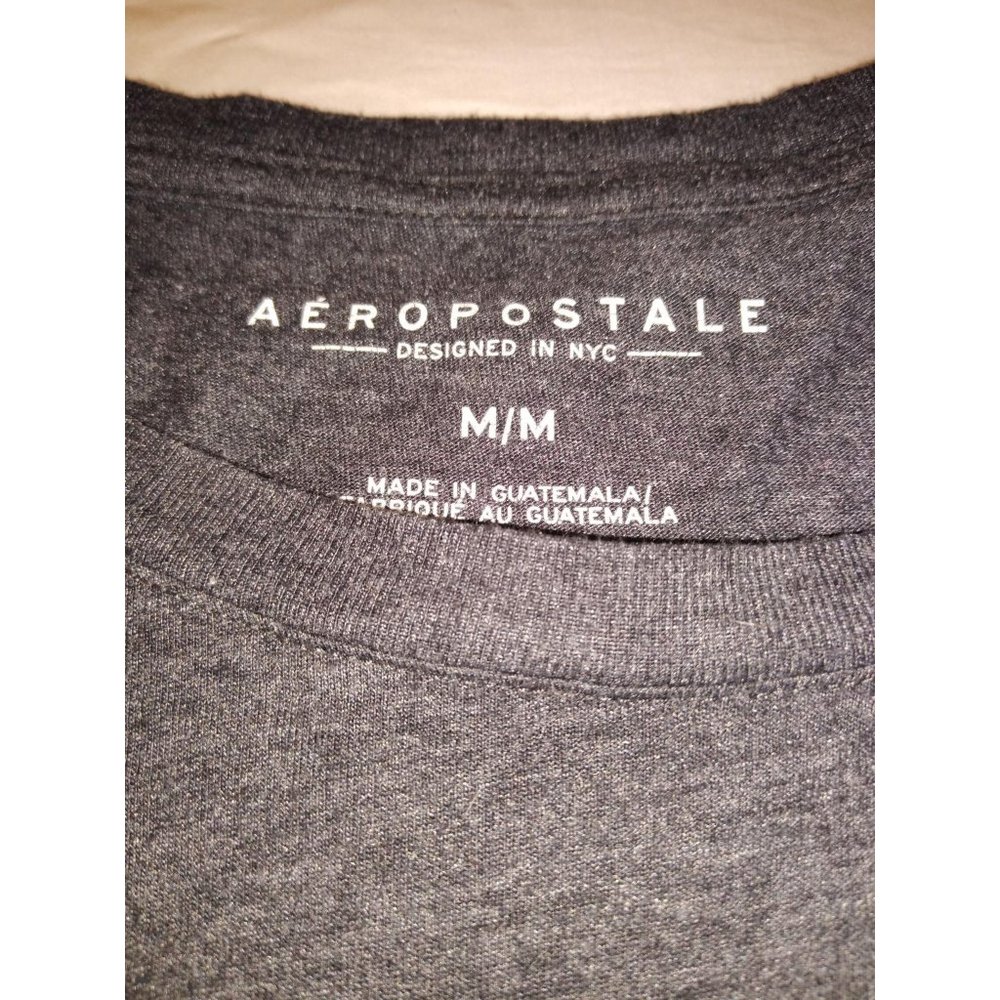 AÉROPOSTALE
DESIGNED IN NYC
M/M
MADE IN GUATEMALA/
FABRIQUÉ AU GUATEMALA